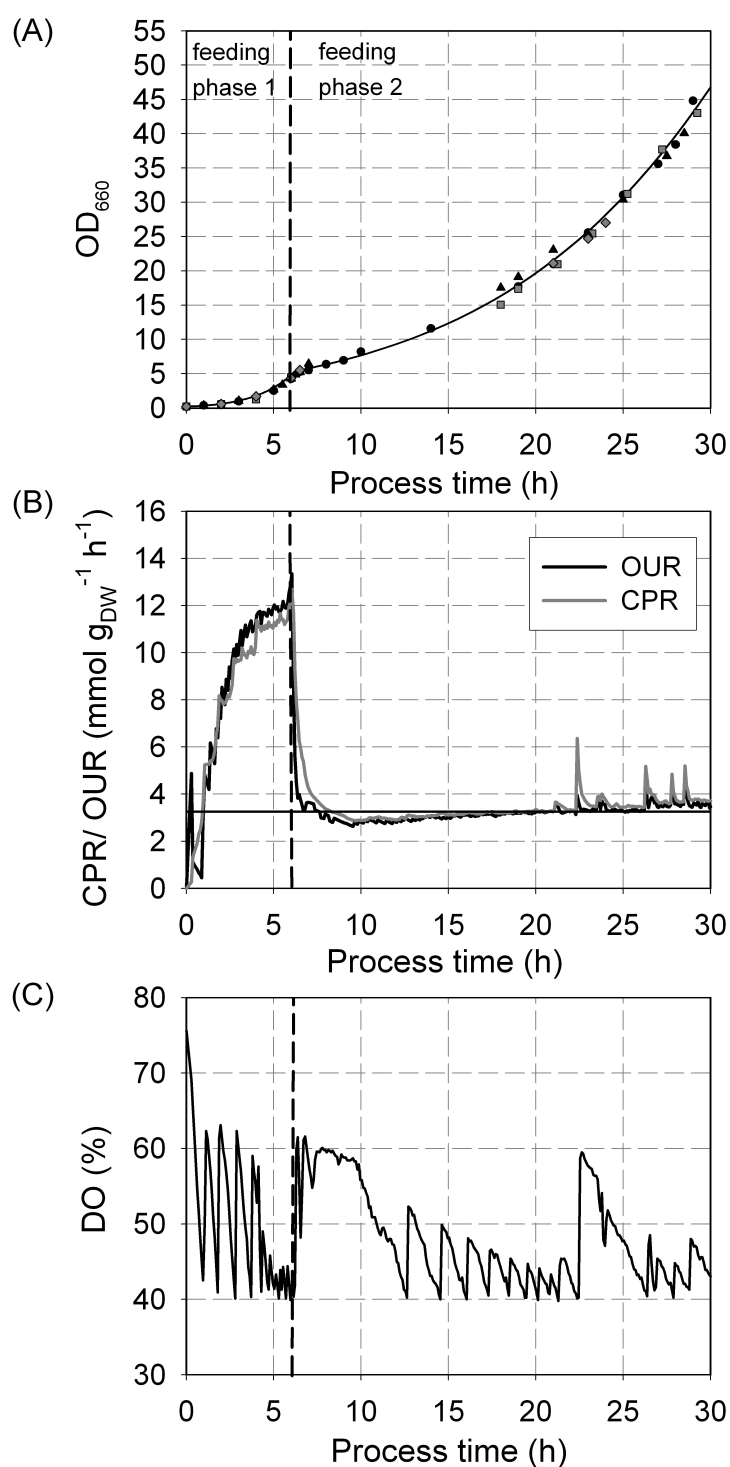 (A)
feeding feeding
phase 1 phase 2
55
50
45
40
35
30
25
20
15
10
5
0
OD660
0 5 10 15 20 25 30
Process time (h)
(B)
16
14
12
10
8
6
4
2
0
CPR/ OUR (mmol gDW-1 h-1)
OUR
CPR
0 5 10 15 20 25 30
Process time (h)
(C)
80
70
60
50
40
30
DO (%)
0 5 10 15 20 25 30
Process time (h)